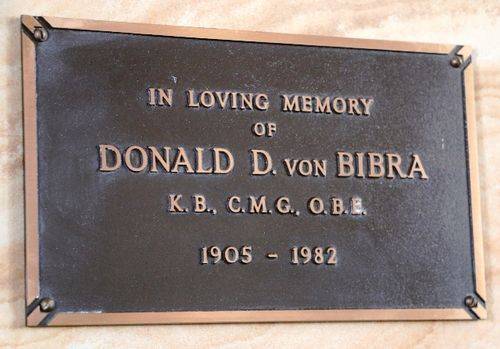 IN LOVING MEMORY
OF
DONALD D. VON BIBRA
K.B., C.M.G., O.B.E.
1905 - 1982